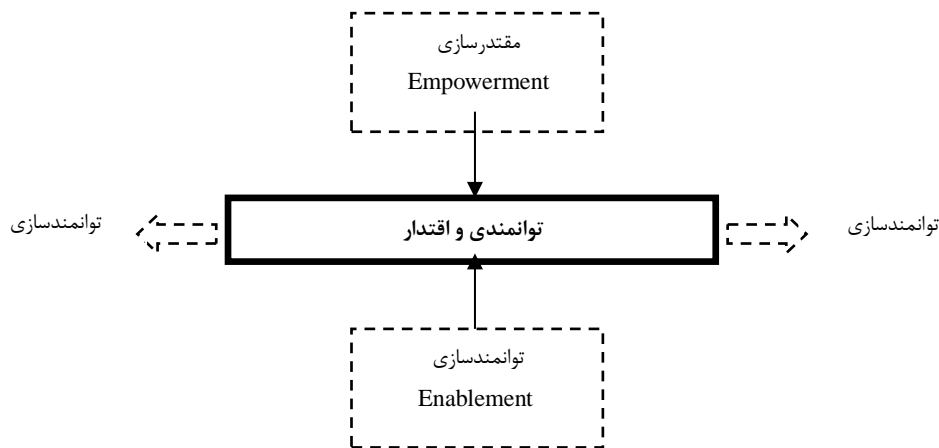 مقتدرسازی
Empowerment
توانمندسازی
توانمندی و اقتدار
توانمندسازی
توانمندسازی
Enablement